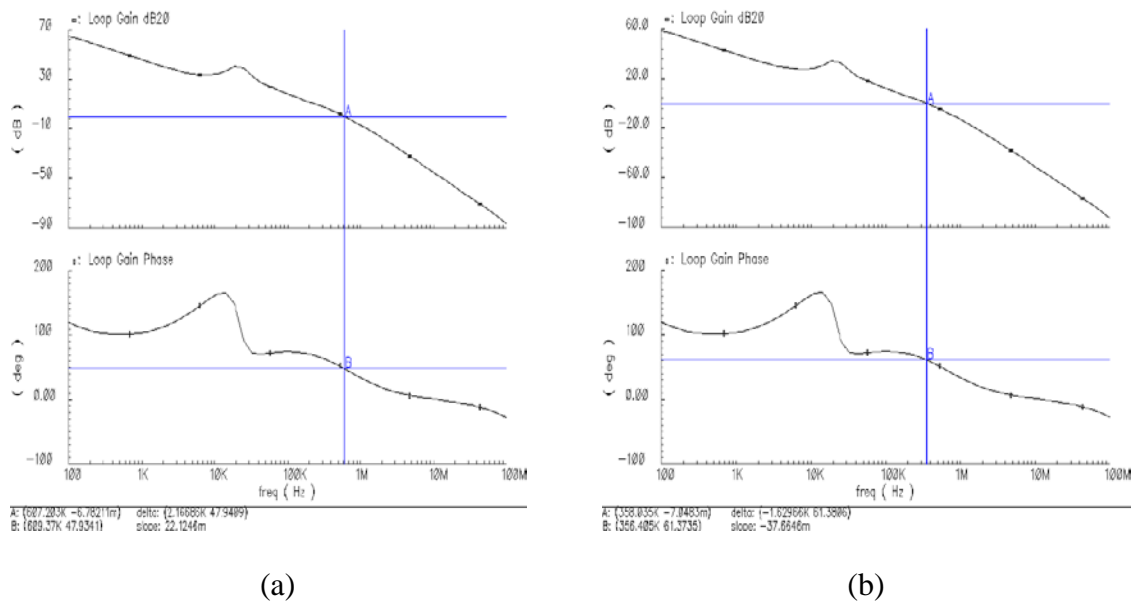 Loop Gain dB20
70
30
-10
-50
-90
( dB )
A
Loop Gain Phase
200
100
0.00
-100
( deg )
B
100 1K 10K 100K 1M 10M 100M
freq ( Hz )
A: (607.203K -6.78211m) delta: (2.16686K 47.9409)
B: (609.37K 47.9341) slope: 22.1246m
(a)
Loop Gain dB20
60.0
20.0
-20.0
-60.0
-100
( dB )
A
Loop Gain Phase
200
100
0.00
-100
( deg )
B
100 1K 10K 100K 1M 10M 100M
freq ( Hz )
A: (358.035K -7.0483m) delta: (-1.62966K 61.3806)
B: (356.405K 61.3735) slope: -37.6646m
(b)